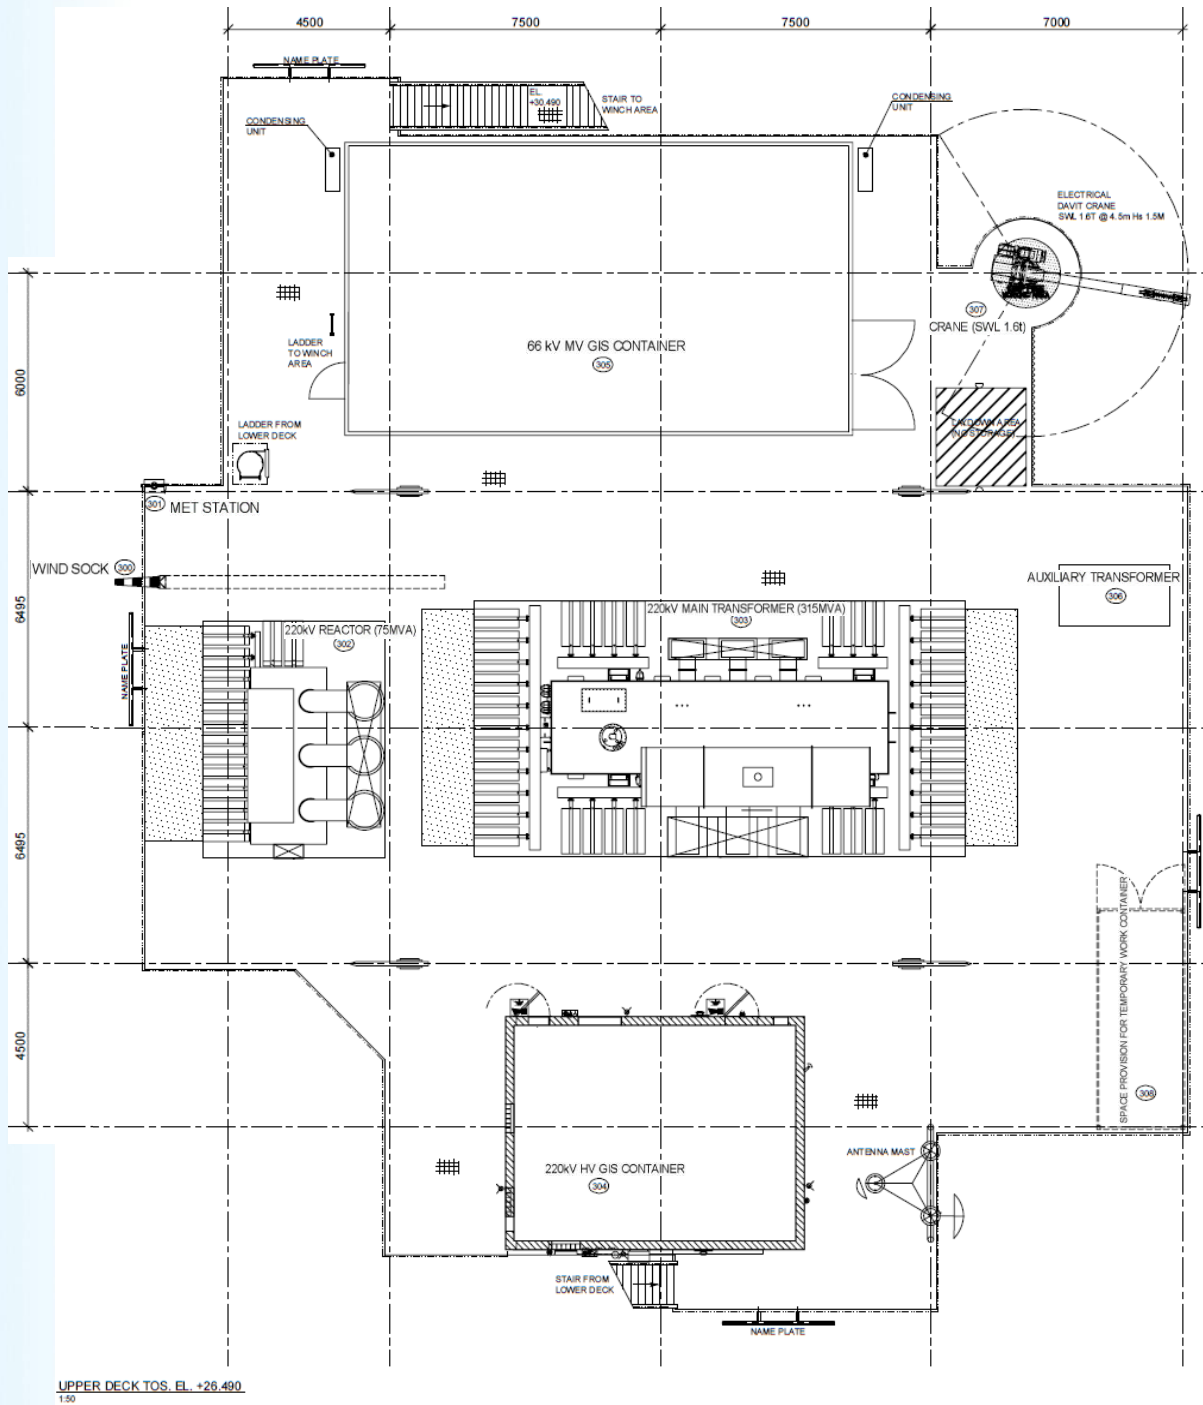 4500
7500
7500
7000
NAME PLATE
EL.
+30.490
STAIR TO
WINCH AREA
CONDENSING
UNIT
CONDENSING
UNIT
ELECTRICAL
DAVIT CRANE
SWL 1.6T @ 4.5m Hs 1.5M
307
CRANE (SWL 1.6t)
LADDER
TO WINCH
AREA
66 kV MV GIS CONTAINER
305
6000
LADDER FROM
LOWER DECK
LAYDOWN AREA
(NO STORAGE)
301
MET STATION
WIND SOCK
300
AUXILIARY TRANSFORMER
306
6495
220kV REACTOR (75MVA)
302
220kV MAIN TRANSFORMER (315MVA)
303
NAME PLATE
6495
SPACE PROVISION FOR TEMPORARY WORK CONTAINER
308
4500
ANTENNA MAST
220kV HV GIS CONTAINER
304
STAIR FROM
LOWER DECK
NAME PLATE
UPPER DECK TOS. EL. +26.490
1:50